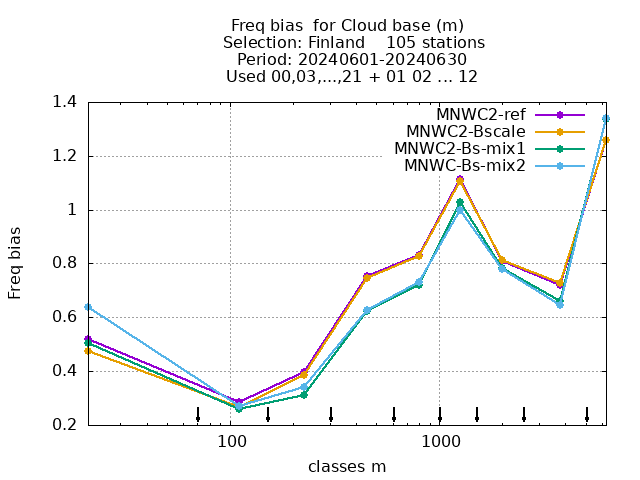 Freq bias  for Cloud base (m)
Selection: Finland    105 stations
Period: 20240601-20240630
Used 00,03,...,21 + 01 02 ... 12
MNWC2-ref
MNWC2-Bscale
MNWC2-Bs-mix1
MNWC-Bs-mix2
1.4
1.2
1
0.8
0.6
0.4
0.2
Freq bias
100
1000
classes m